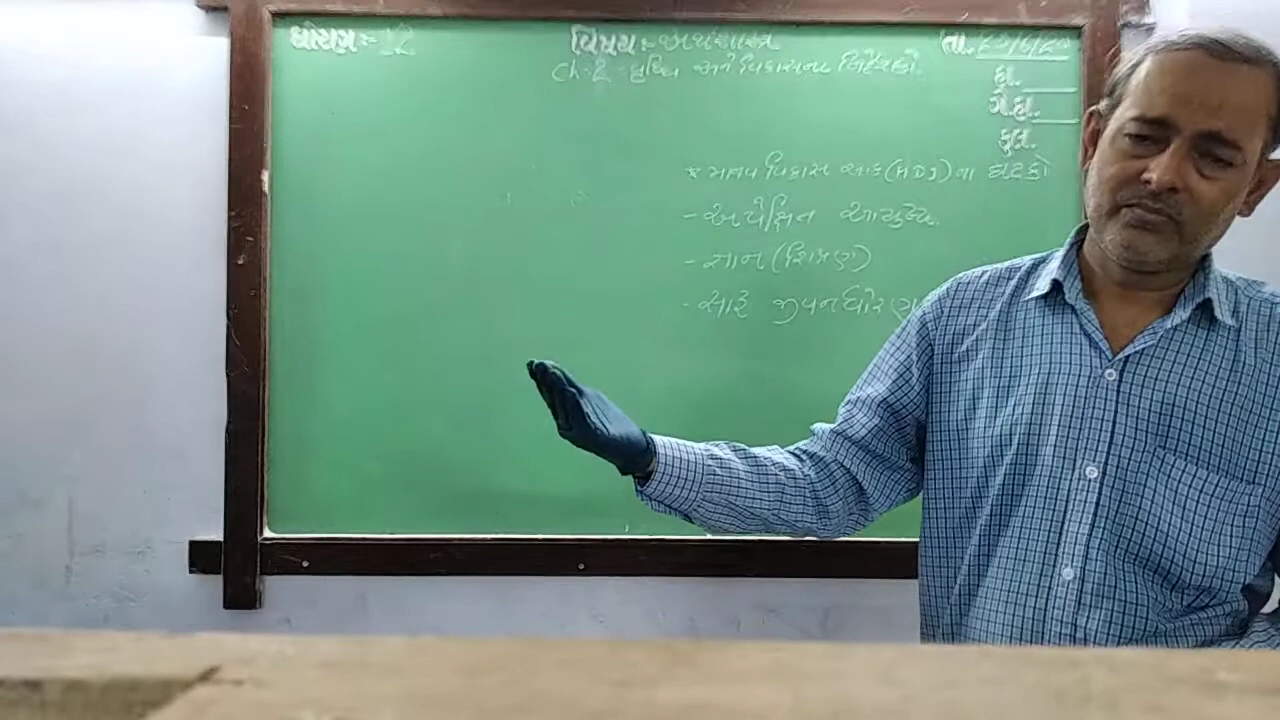 ધોરણ:- 12
વિષય:- અર્થશાસ્ત્ર
તા.
Ch:-2 - વૃદ્ધિ અને વિકાસના નિર્દેશકો.
હા.
ગે.હા.
કુલ.
* માનવ વિકાસ આંક (HDI) ના ઘટકો
- અપેક્ષિત આયુષ્ય.
- જ્ઞાન (શિક્ષણ)
- સારૂં જીવનધોરણ